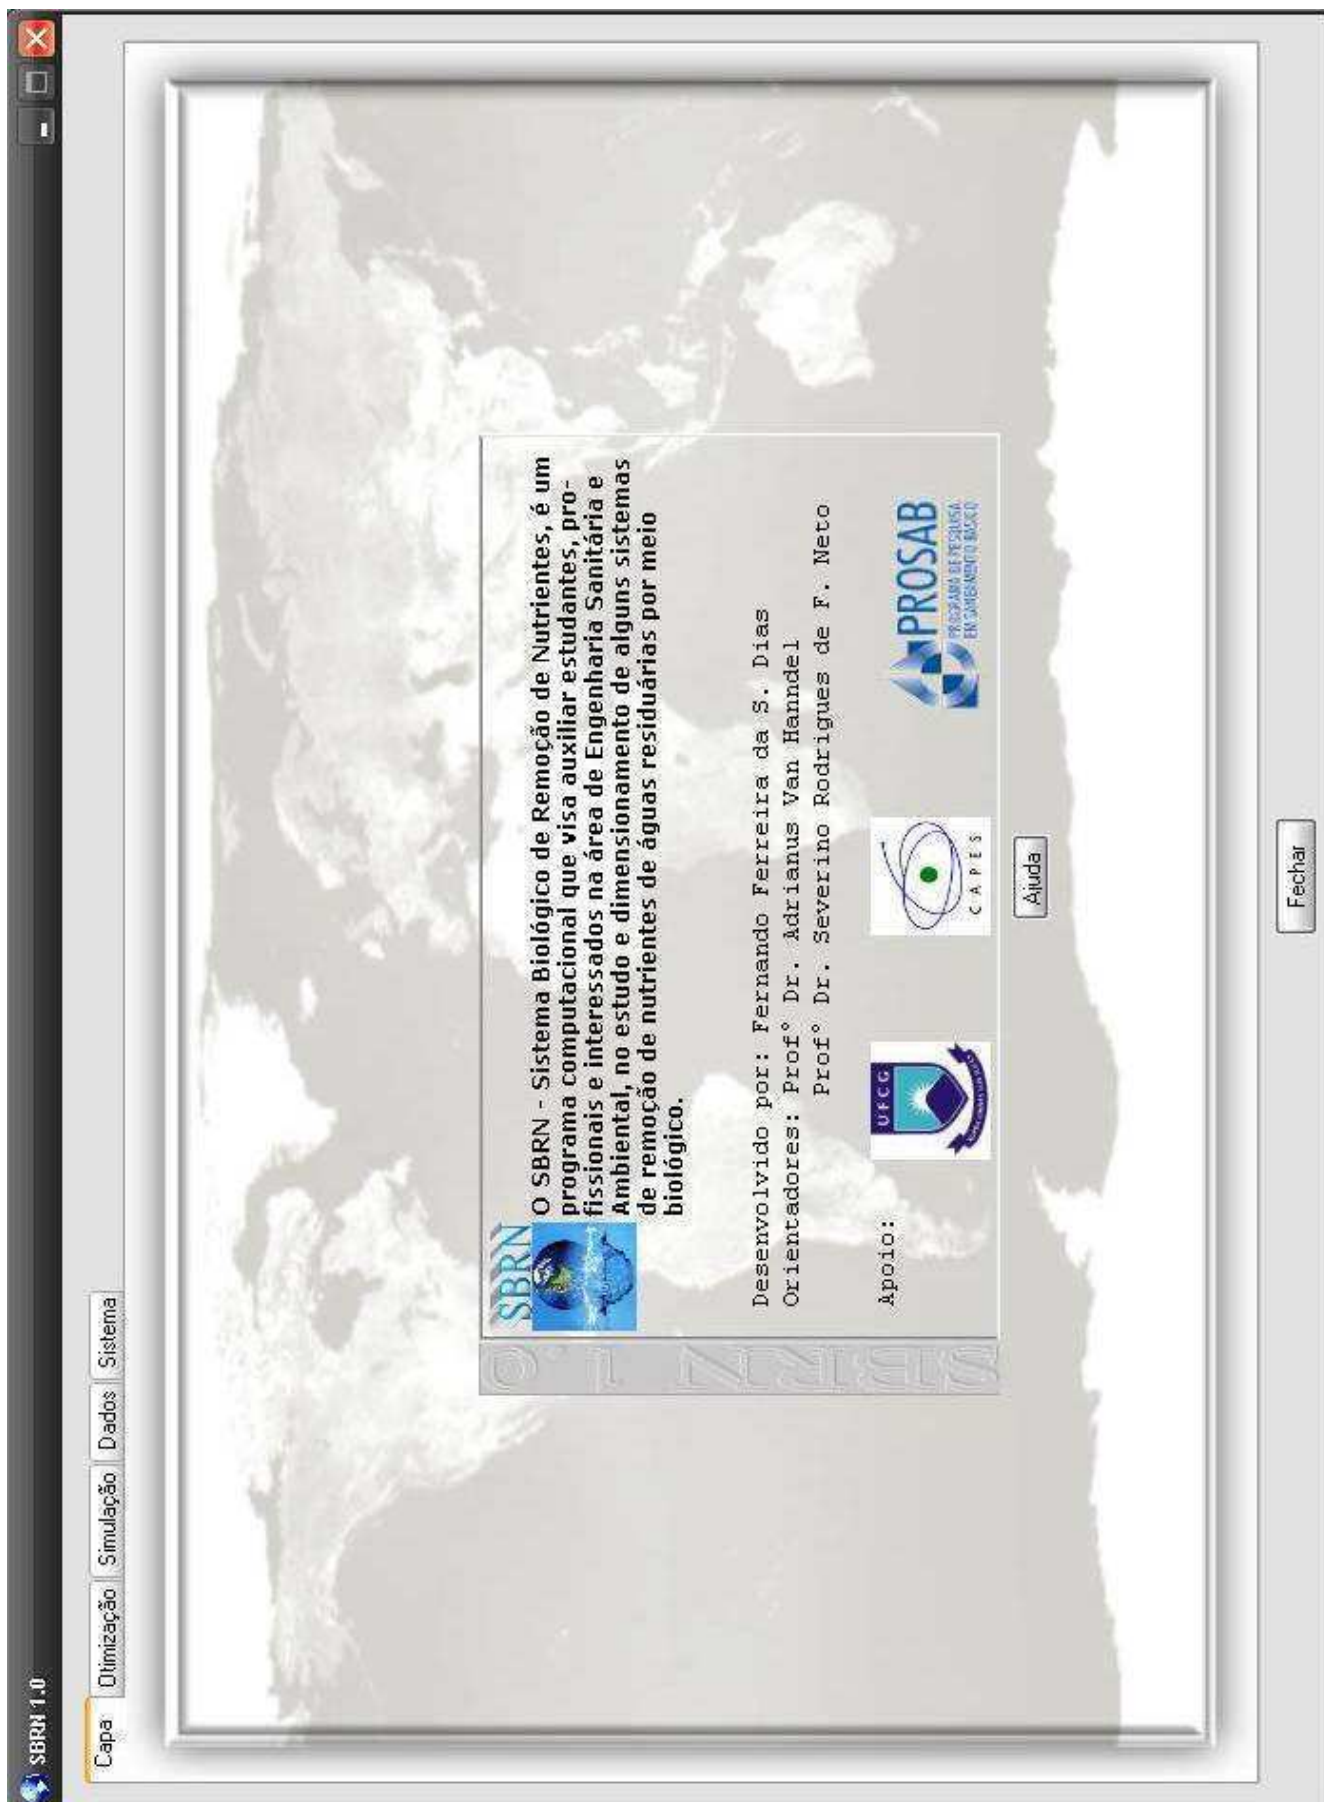 SBRN 1.0
Capa
Otimização
Simulação
Dados
Sistema
SBRN 1.0
SBRN
O SBRN - Sistema Biológico de Remoção de Nutrientes, é um
programa computacional que visa auxiliar estudantes, pro-
fissionais e interessados na área de Engenharia Sanitária e
Ambiental, no estudo e dimensionamento de alguns sistemas
de remoção de nutrientes de águas residuárias por meio
biológico.
Desenvolvido por: Fernando Ferreira da S. Dias
Orientadores: Prof° Dr. Adrianus Van Hanndel
Prof° Dr. Severino Rodrigues de F. Neto
Apoio:
UFCG
CAPES
PROSAB
PROGRAMA DE PESQUISA
EM SANEAMENTO BÁSICO
Ajuda
Fechar